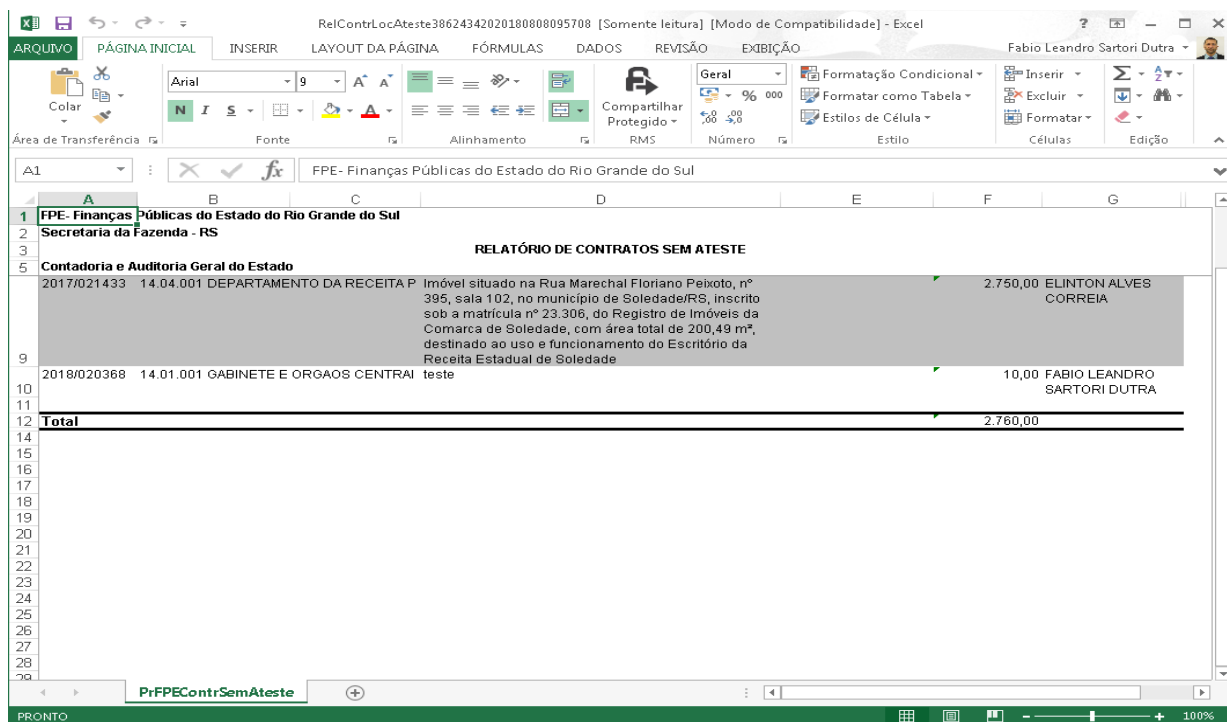 RelContrLocAteste38624342020180808095708 [Somente leitura] [Modo de Compatibilidade] - Excel
ARQUIVO PÁGINA INICIAL INSERIR LAYOUT DA PÁGINA FÓRMULAS DADOS REVISÃO EXIBIÇÃO Fabio Leandro Sartori Dutra
Colar
Arial 9
N I S
Compartilhar
Protegido
Geral
% 000
Formatação Condicional
Formatar como Tabela
Estilos de Célula
Inserir
Excluir
Formatar
Área de Transferência Fonte Alinhamento RMS Número Estilo Células Edição
A1 fx FPE- Finanças Públicas do Estado do Rio Grande do Sul
A B C D E F G
1 FPE- Finanças Públicas do Estado do Rio Grande do Sul
2 Secretaria da Fazenda - RS
3 RELATÓRIO DE CONTRATOS SEM ATESTE
5 Contadoria e Auditoria Geral do Estado
2017/021433 14.04.001 DEPARTAMENTO DA RECEITA P Imóvel situado na Rua Marechal Floriano Peixoto, nº 2.750,00 ELINTON ALVES
395, sala 102, no município de Soledade/RS, inscrito CORREIA
sob a matrícula nº 23.306, do Registro de Imóveis da
Comarca de Soledade, com área total de 200,49 m²,
destinado ao uso e funcionamento do Escritório da
9 Receita Estadual de Soledade
2018/020368 14.01.001 GABINETE E ORGAOS CENTRAI teste 10,00 FABIO LEANDRO
10 SARTORI DUTRA
11
12 Total 2.760,00
14
15
16
17
18
19
20
21
22
23
24
25
26
27
28
29
PrFPEContrSemAteste
PRONTO 100%